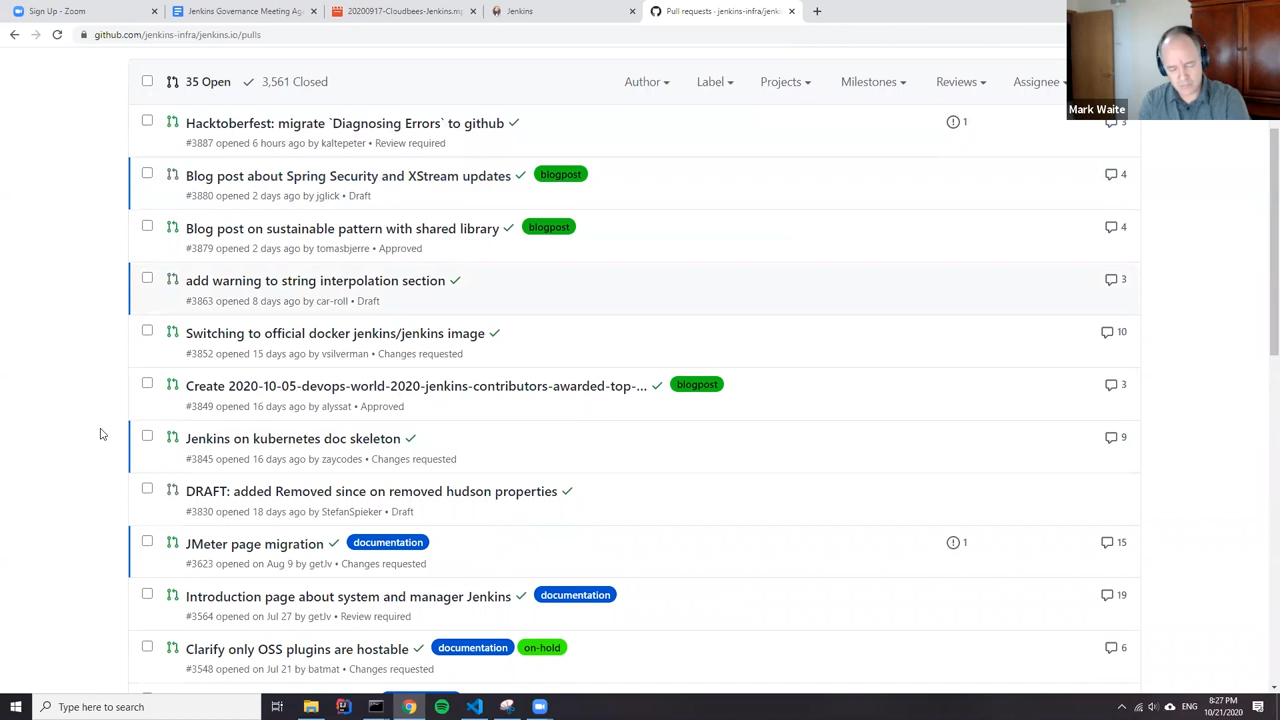 Sign Up - Zoom
Jenkins Governance Meeting Ag
20200917-Cloudbees-Jenkins.m
Jenkins
Pull requests · jenkins-infra/jenk
github.com/jenkins-infra/jenkins.io/pulls
Mark Waite
35 Open 3,561 Closed Author Label Projects Milestones Reviews Assignee
Hacktoberfest: migrate `Diagnosing Errors` to github 1 3
#3887 opened 6 hours ago by kaltepeter • Review required
Blog post about Spring Security and XStream updates blogpost 4
#3880 opened 2 days ago by jglick • Draft
Blog post on sustainable pattern with shared library blogpost 4
#3879 opened 2 days ago by tomasbjerre • Approved
add warning to string interpolation section 3
#3863 opened 8 days ago by car-roll • Draft
Switching to official docker jenkins/jenkins image 10
#3852 opened 15 days ago by vsilverman • Changes requested
Create 2020-10-05-devops-world-2020-jenkins-contributors-awarded-top-... blogpost 3
#3849 opened 16 days ago by alyssat • Approved
Jenkins on kubernetes doc skeleton 9
#3845 opened 16 days ago by zaycodes • Changes requested
DRAFT: added Removed since on removed hudson properties
#3830 opened 18 days ago by StefanSpieker • Draft
JMeter page migration documentation 1 15
#3623 opened on Aug 9 by getJv • Changes requested
Introduction page about system and manager Jenkins documentation 19
#3564 opened on Jul 27 by getJv • Review required
Clarify only OSS plugins are hostable documentation on-hold 6
#3548 opened on Jul 21 by batmat • Changes requested
Type here to search
ENG
8:27 PM
10/21/2020